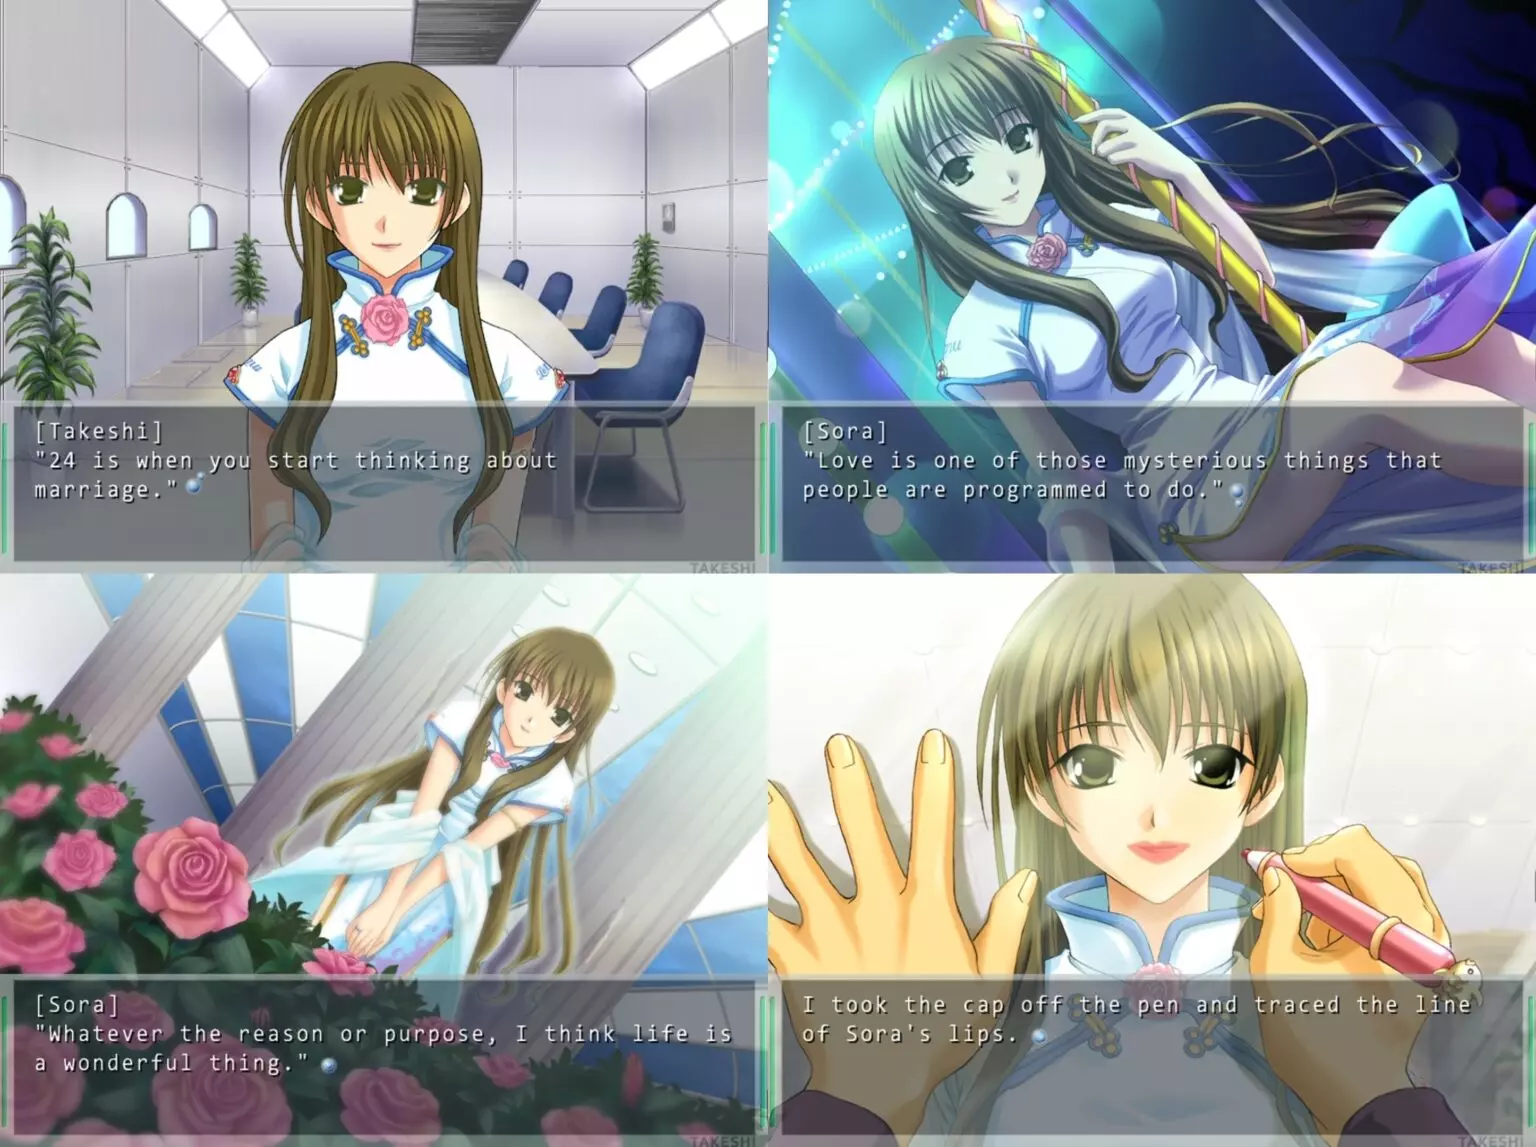 [Takeshi]
"24 is when you start thinking about
marriage."
TAKESHI
[Sora]
"Love is one of those mysterious things that
people are programmed to do."
TAKESHI
[Sora]
"Whatever the reason or purpose, I think life is
a wonderful thing."
TAKESHI
I took the cap off the pen and traced the line
of Sora's lips.
TAKESHI